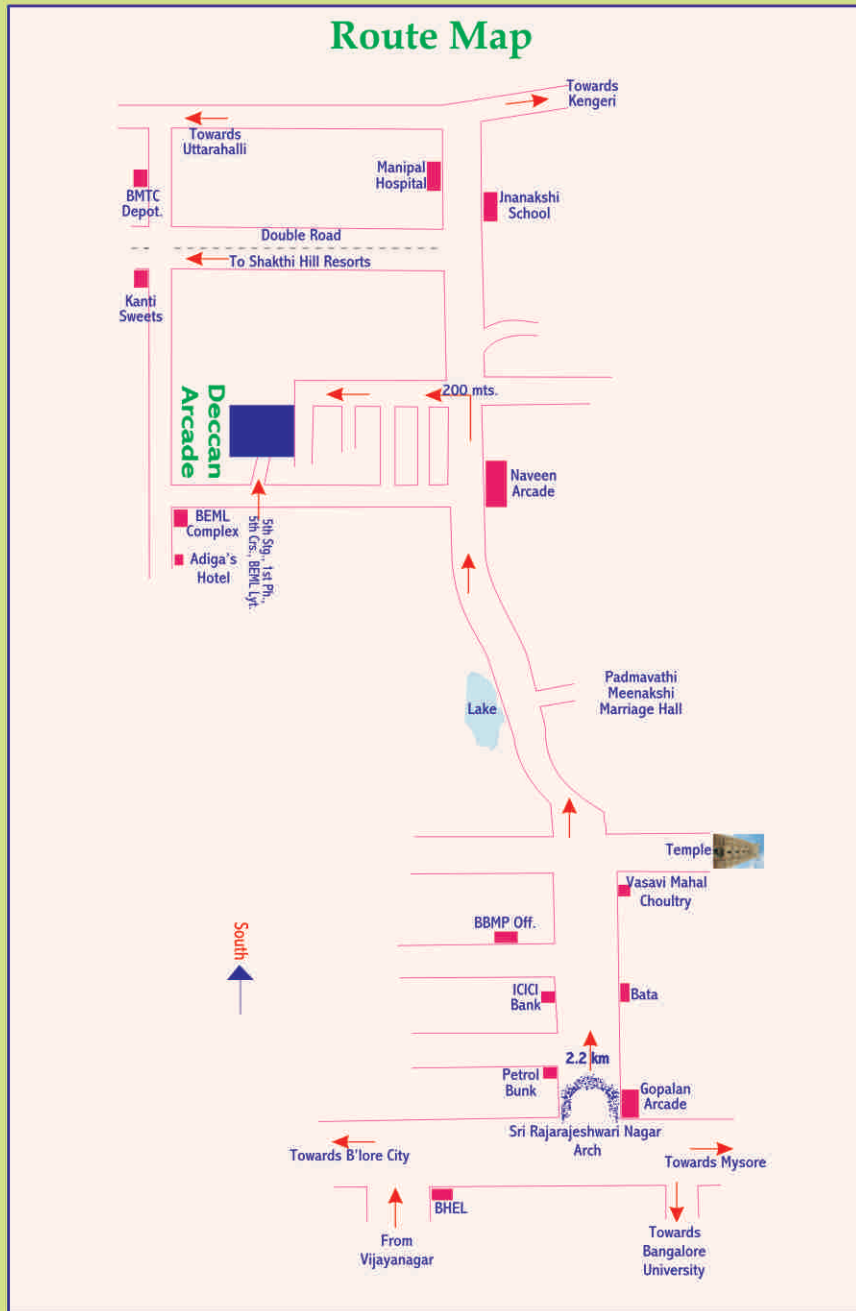 Route Map
Towards
Kengeri
Towards
Uttarahalli
Manipal
Hospital
BMTC
Depot.
Jnanakshi
School
Double Road
To Shakthi Hill Resorts
Kanti
Sweets
200 mts.
Deccan
Arcade
Naveen
Arcade
BEML
Complex
5th Stg., 1st Ph.,
5th Crs., BEML Lyt.
Adiga's
Hotel
Padmavathi
Meenakshi
Marriage Hall
Lake
Temple
Vasavi Mahal
Choultry
BBMP Off.
South
ICICI
Bank
Bata
2.2 km
Petrol
Bunk
Gopalan
Arcade
Sri Rajarajeshwari Nagar
Arch
Towards B'lore City
Towards Mysore
BHEL
From
Vijayanagar
Towards
Bangalore
University